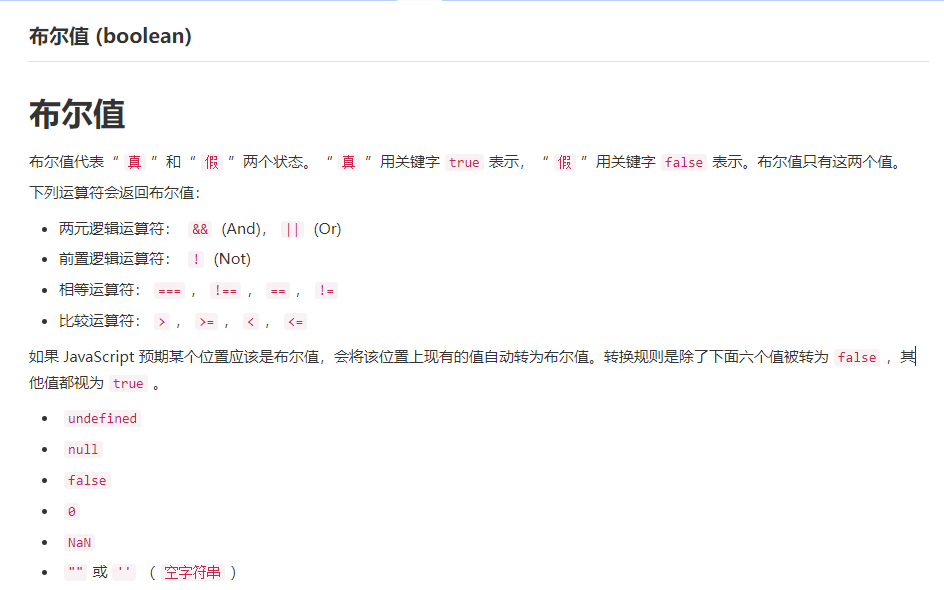 布尔值 (boolean)
布尔值
布尔值代表“ 真 ”和“ 假 ”两个状态。“ 真 ”用关键字 true 表示，“ 假 ”用关键字 false 表示。布尔值只有这两个值。
下列运算符会返回布尔值：
• 两元逻辑运算符： && (And)， || (Or)
• 前置逻辑运算符： ! (Not)
• 相等运算符： === ， !== ， == ， !=
• 比较运算符： > ， >= ， < ， <=
如果 JavaScript 预期某个位置应该是布尔值，会将该位置上现有的值自动转为布尔值。转换规则是除了下面六个值被转为 false ，其
他值都视为 true 。
• undefined
• null
• false
• 0
• NaN
• "" 或 '' （ 空字符串 ）